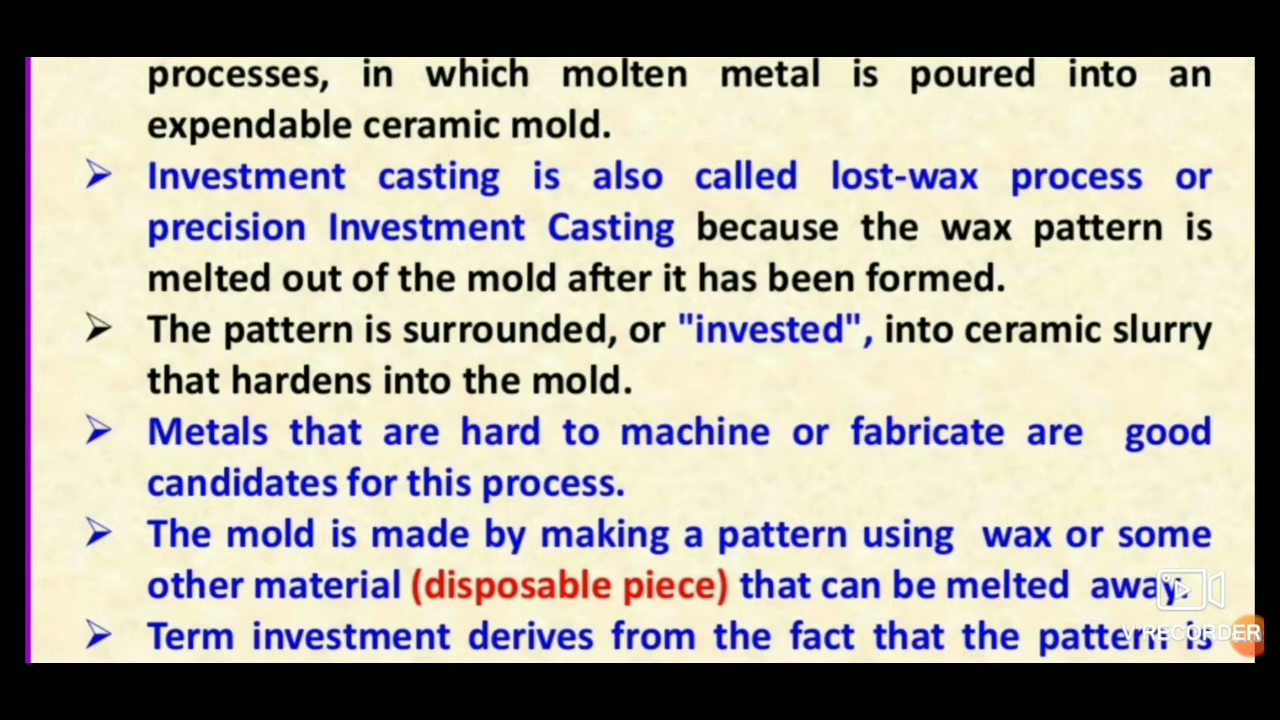 processes, in which molten metal is poured into an
expendable ceramic mold.
➢ Investment casting is also called lost-wax process or
precision Investment Casting because the wax pattern is
melted out of the mold after it has been formed.
➢ The pattern is surrounded, or "invested", into ceramic slurry
that hardens into the mold.
➢ Metals that are hard to machine or fabricate are good
candidates for this process.
➢ The mold is made by making a pattern using wax or some
other material (disposable piece) that can be melted away.
➢ Term investment derives from the fact that the pattern is
V RECORDER